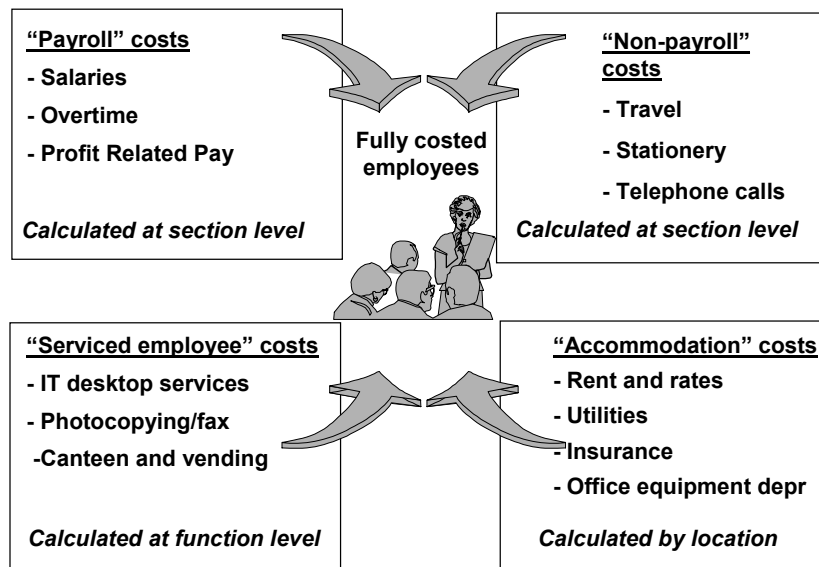 “Payroll” costs
- Salaries
- Overtime
- Profit Related Pay
Calculated at section level
“Non-payroll”
costs
- Travel
- Stationery
- Telephone calls
Calculated at section level
Fully costed
employees
“Serviced employee” costs
- IT desktop services
- Photocopying/fax
-Canteen and vending
Calculated at function level
“Accommodation” costs
- Rent and rates
- Utilities
- Insurance
- Office equipment depr
Calculated by location